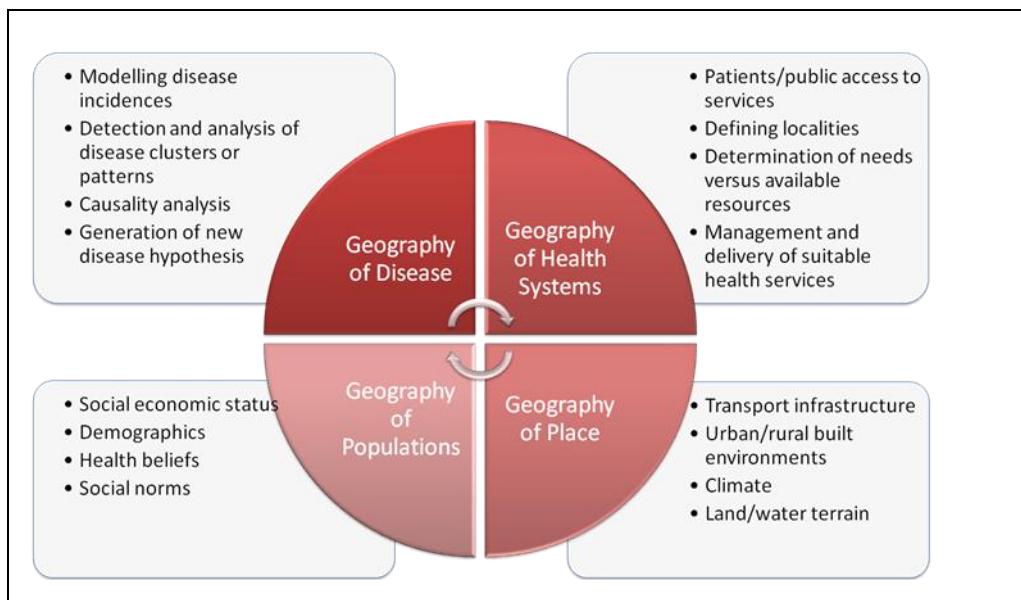 • Modelling disease
incidences
• Detection and analysis of
disease clusters or
patterns
• Causality analysis
• Generation of new
disease hypothesis
• Patients/public access to
services
• Defining localities
• Determination of needs
versus available
resources
• Management and
delivery of suitable
health services
Geography
of Disease
Geography
of Health
Systems
Geography
of
Populations
Geography
of Place
• Social economic status
• Demographics
• Health beliefs
• Social norms
• Transport infrastructure
• Urban/rural built
environments
• Climate
• Land/water terrain